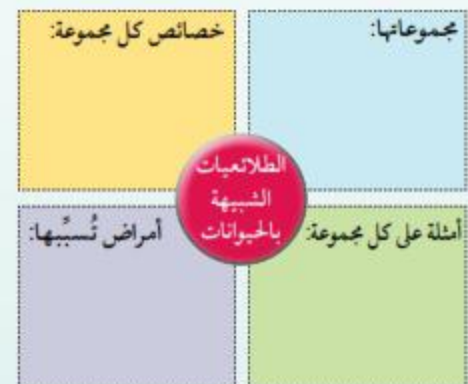 مجموعاتها:
خصائص كل مجموعة:
الطلائعيات
الشبيهة
بالحيوانات
أمثلة على كل مجموعة:
أمراض تُسبِّبها: